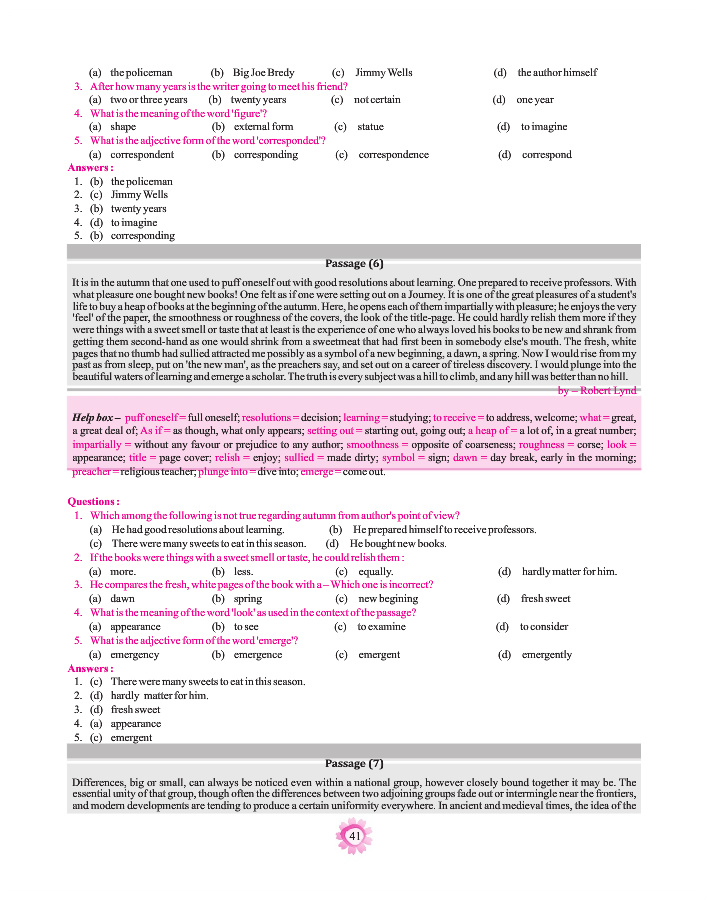 (a) the policeman (b) Big Joe Bredy (c) Jimmy Wells (d) the author himself
3. After how many years is the writer going to meet his friend?
(a) two or three years (b) twenty years (c) not certain (d) one year
4. What is the meaning of the word 'figure'?
(a) shape (b) external form (c) statue (d) to imagine
5. What is the adjective form of the word 'corresponded'?
(a) correspondent (b) corresponding (c) correspondence (d) correspond
Answers :
1. (b) the policeman
2. (c) Jimmy Wells
3. (b) twenty years
4. (d) to imagine
5. (b) corresponding
Passage (6)
It is in the autumn that one used to puff oneself out with good resolutions about learning. One prepared to receive professors. With
what pleasure one bought new books! One felt as if one were setting out on a Journey. It is one of the great pleasures of a student's
life to buy a heap of books at the beginning of the autumn. Here, he opens each of them impartially with pleasure; he enjoys the very
'feel' of the paper, the smoothness or roughness of the covers, the look of the title-page. He could hardly relish them more if they
were things with a sweet smell or taste that at least is the experience of one who always loved his books to be new and shrank from
getting them second-hand as one would shrink from a sweetmeat that had first been in somebody else's mouth. The fresh, white
pages that no thumb had sullied attracted me possibly as a symbol of a new beginning, a dawn, a spring. Now I would rise from my
past as from sleep, put on 'the new man', as the preachers say, and set out on a career of tireless discovery. I would plunge into the
beautiful waters of learning and emerge a scholar. The truth is every subject was a hill to climb, and any hill was better than no hill.
by – Robert Lynd
Help box – puff oneself = full oneself; resolutions = decision; learning = studying; to receive = to address, welcome; what = great,
a great deal of; As if = as though, what only appears; setting out = starting out, going out; a heap of = a lot of, in a great number;
impartially = without any favour or prejudice to any author; smoothness = opposite of coarseness; roughness = corse; look =
appearance; title = page cover; relish = enjoy; sullied = made dirty; symbol = sign; dawn = day break, early in the morning;
preacher = religious teacher; plunge into = dive into; emerge = come out.
Questions :
1. Which among the following is not true regarding autumn from author's point of view?
(a) He had good resolutions about learning. (b) He prepared himself to receive professors.
(c) There were many sweets to eat in this season. (d) He bought new books.
2. If the books were things with a sweet smell or taste, he could relish them :
(a) more. (b) less. (c) equally. (d) hardly matter for him.
3. He compares the fresh, white pages of the book with a – Which one is incorrect?
(a) dawn (b) spring (c) new begining (d) fresh sweet
4. What is the meaning of the word 'look' as used in the context of the passage?
(a) appearance (b) to see (c) to examine (d) to consider
5. What is the adjective form of the word 'emerge'?
(a) emergency (b) emergence (c) emergent (d) emergently
Answers :
1. (c) There were many sweets to eat in this season.
2. (d) hardly matter for him.
3. (d) fresh sweet
4. (a) appearance
5. (c) emergent
Passage (7)
Differences, big or small, can always be noticed even within a national group, however closely bound together it may be. The
essential unity of that group, though often the differences between two adjoining groups fade out or intermingle near the frontiers,
and modern developments are tending to produce a certain uniformity everywhere. In ancient and medieval times, the idea of the
41